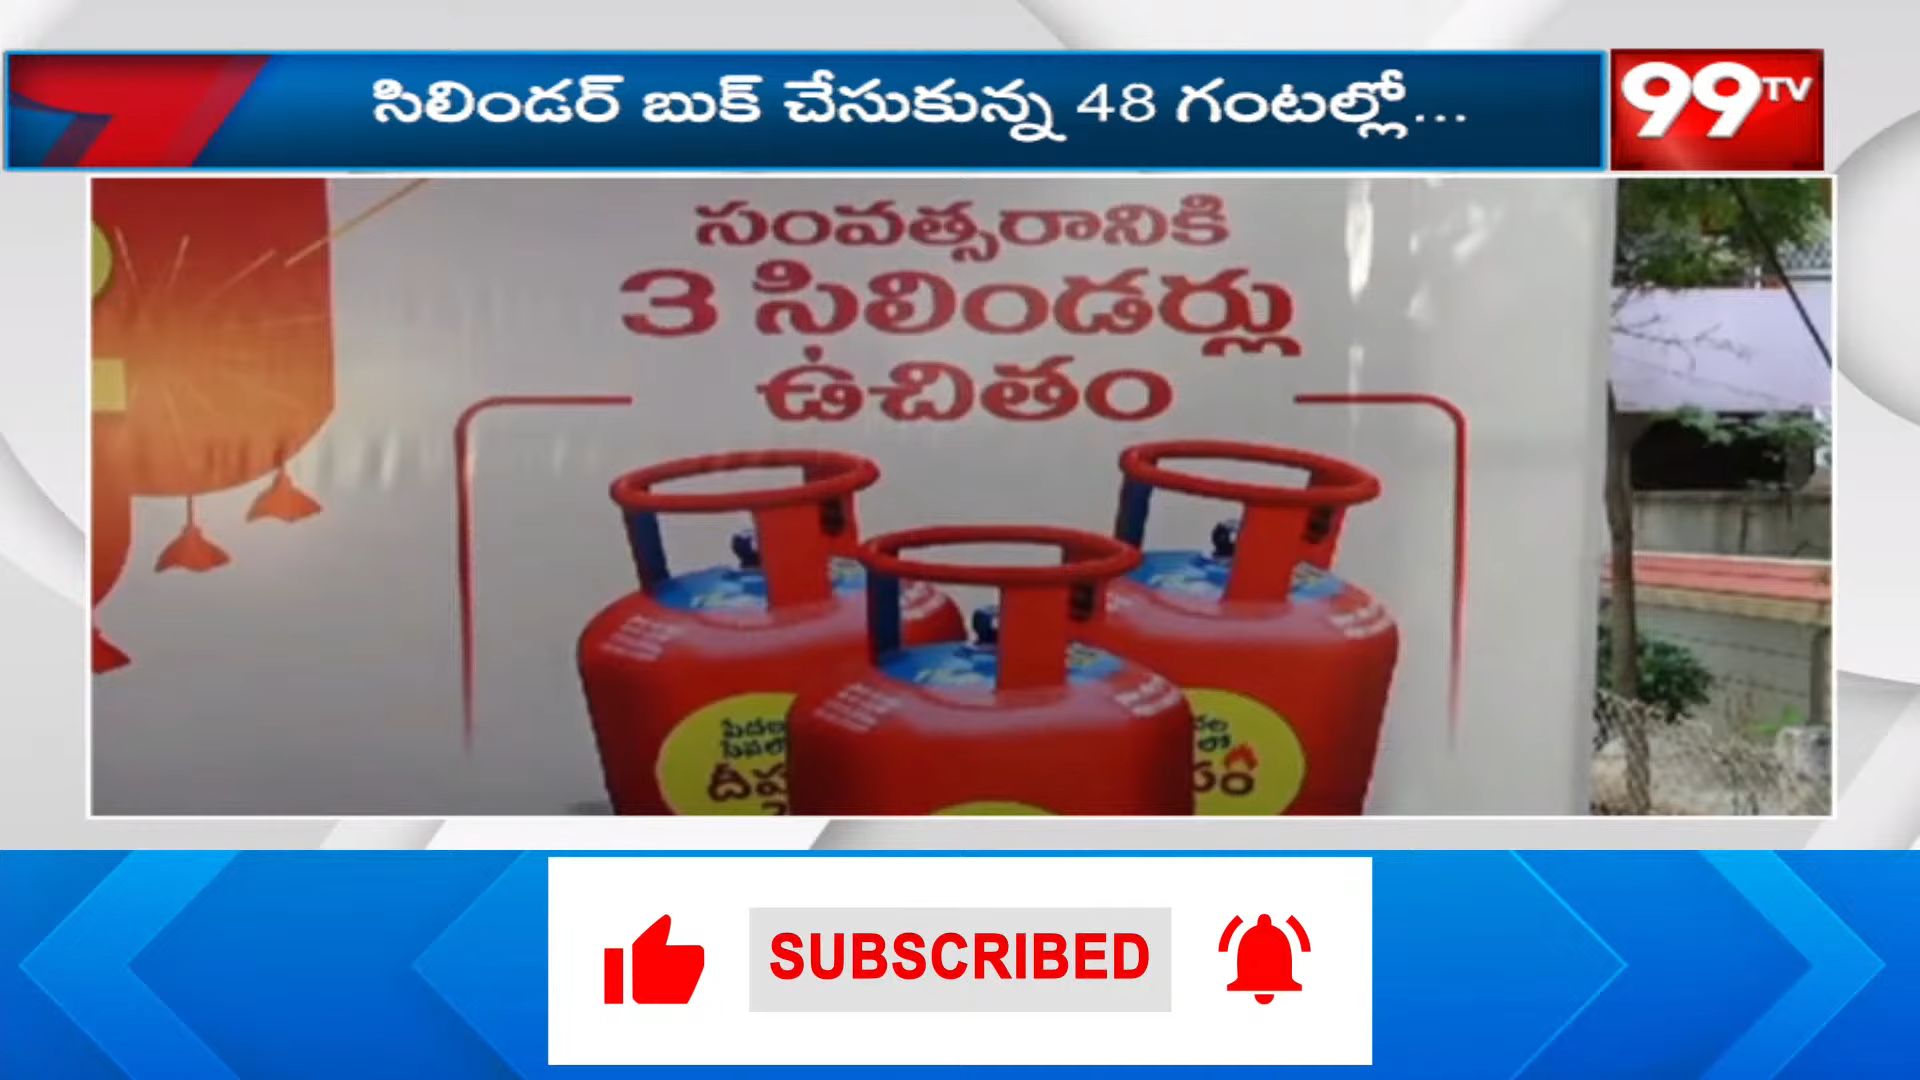 సిలిండర్ బుక్ చేసుకున్న 48 గంటల్లో...
99TV
సంవత్సరానికి
3 సిలిండర్లు
ఉచితం
SUBSCRIBED